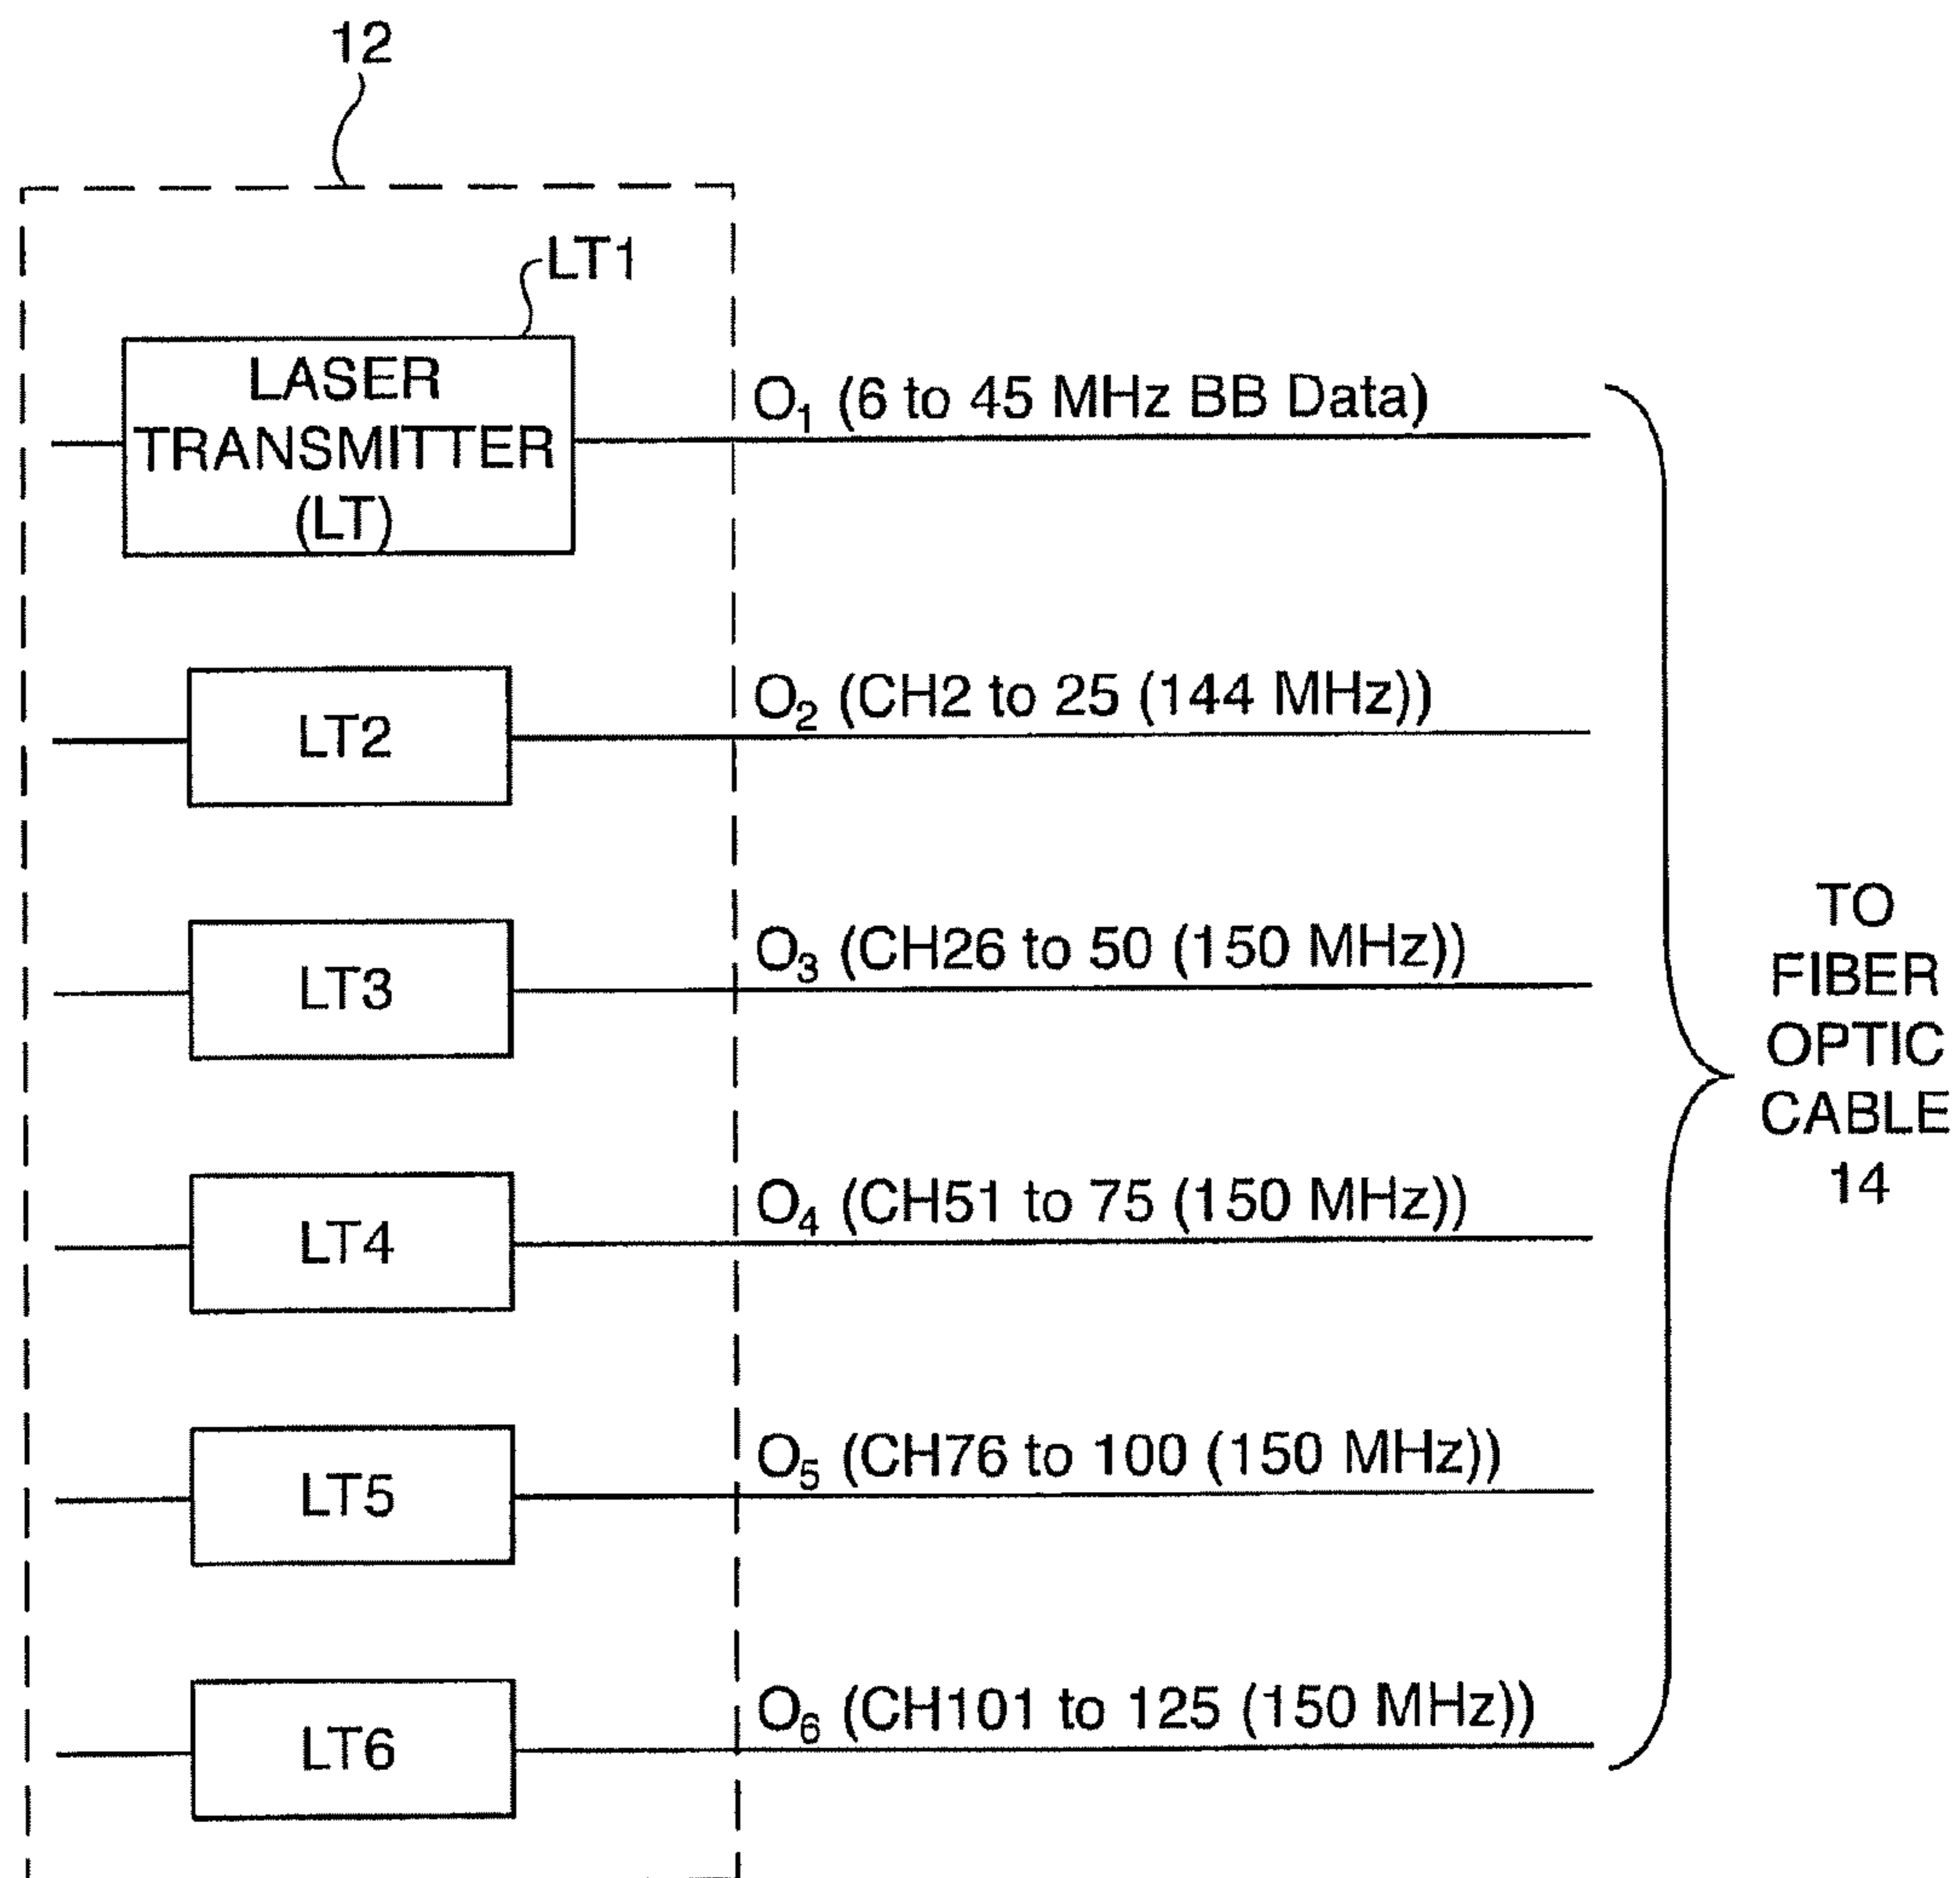 12
LT1
LASER
TRANSMITTER
(LT)
O₁ (6 to 45 MHz BB Data)
LT2
O₂ (CH2 to 25 (144 MHz))
LT3
O₃ (CH26 to 50 (150 MHz))
LT4
O₄ (CH51 to 75 (150 MHz))
LT5
O₅ (CH76 to 100 (150 MHz))
LT6
O₆ (CH101 to 125 (150 MHz))
TO
FIBER
OPTIC
CABLE
14